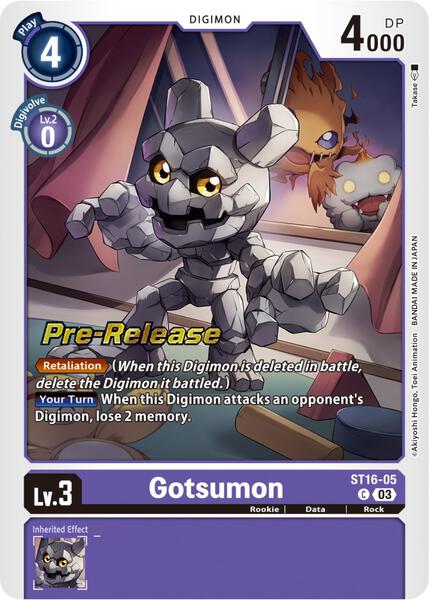 Play
4
DIGIMON
DP
4000
Digivolve
Lv.2
0
Takase
Pre-Release
Retaliation (When this Digimon is deleted in battle,
delete the Digimon it battled.)
Your Turn When this Digimon attacks an opponent's
Digimon, lose 2 memory.
©Akiyoshi Hongo, Toei Animation BANDAI MADE IN JAPAN
Lv.3
Gotsumon
ST16-05
C 03
Rookie | Data | Rock
Inherited Effect
—